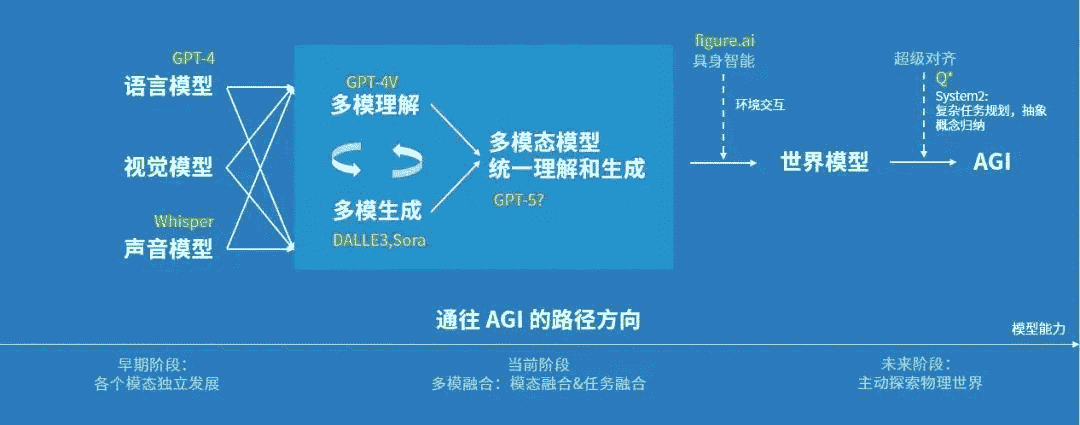 GPT-4
语言模型
视觉模型
Whisper
声音模型
GPT-4V
多模理解
多模生成
DALLE3,Sora
多模态模型
统一理解和生成
GPT-5?
figure.ai
具身智能
环境交互
世界模型
超级对齐
Q*
System2:
复杂任务规划，抽象
概念归纳
AGI
通往 AGI 的路径方向
模型能力
早期阶段：
各个模态独立发展
当前阶段
多模融合：模态融合&任务融合
未来阶段：
主动探索物理世界